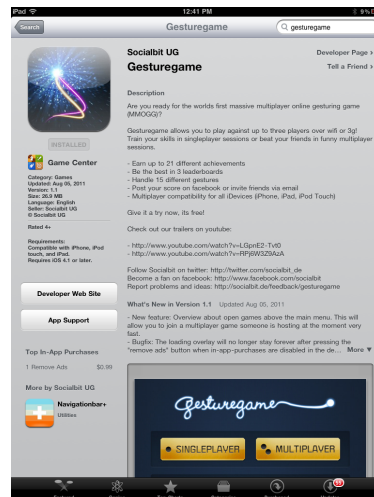 iPad
12:41 PM
9%
Search
Gesturegame
gesturegame
Socialbit UG
Developer Page
Gesturegame
Tell a Friend
INSTALLED
Game Center
Category: Games
Updated: Aug 05, 2011
Version: 1.1
Size: 26.9 MB
Language: English
Seller: Socialbit UG
© Socialbit UG
Rated 4+
Requirements:
Compatible with iPhone, iPod
touch, and iPad.
Requires iOS 4.1 or later.
Developer Web Site
App Support
Top In-App Purchases
1 Remove Ads $0.99
More by Socialbit UG
Navigationbar+
Utilities
Description
Are you ready for the worlds first massive multiplayer online gesturing game
(MMOGG)?
Gesturegame allows you to play against up to three players over wifi or 3g!
Train your skills in singleplayer sessions or beat your friends in funny multiplayer
sessions.
- Earn up to 21 different achievements
- Be the best in 3 leaderboards
- Handle 15 different gestures
- Post your score on facebook or invite friends via email
- Multiplayer compatibility for all iDevices (iPhone, iPad, iPod Touch)
Give it a try now, its free!
Check out our trailers on youtube:
- http://www.youtube.com/watch?v=LGpnE2-Tvt0
- http://www.youtube.com/watch?v=RPj6W3Z9AzA
Follow Socialbit on twitter: http://twitter.com/socialbit_de
Become a fan on facebook: http://www.facebook.com/socialbit
Report problems and ideas: http://socialbit.de/feedback/gesturegame
What's New in Version 1.1 Updated Aug 05, 2011
- New feature: Overview about open games above the main menu. This will
allow you to join a multiplayer game someone is hosting at the moment very
fast.
- Bugfix: The loading overlay will no longer stay forever after pressing the
"remove ads" button when in-app-purchases are disabled in the de... More ▼
Gesturegame
SINGLEPLAYER
MULTIPLAYER